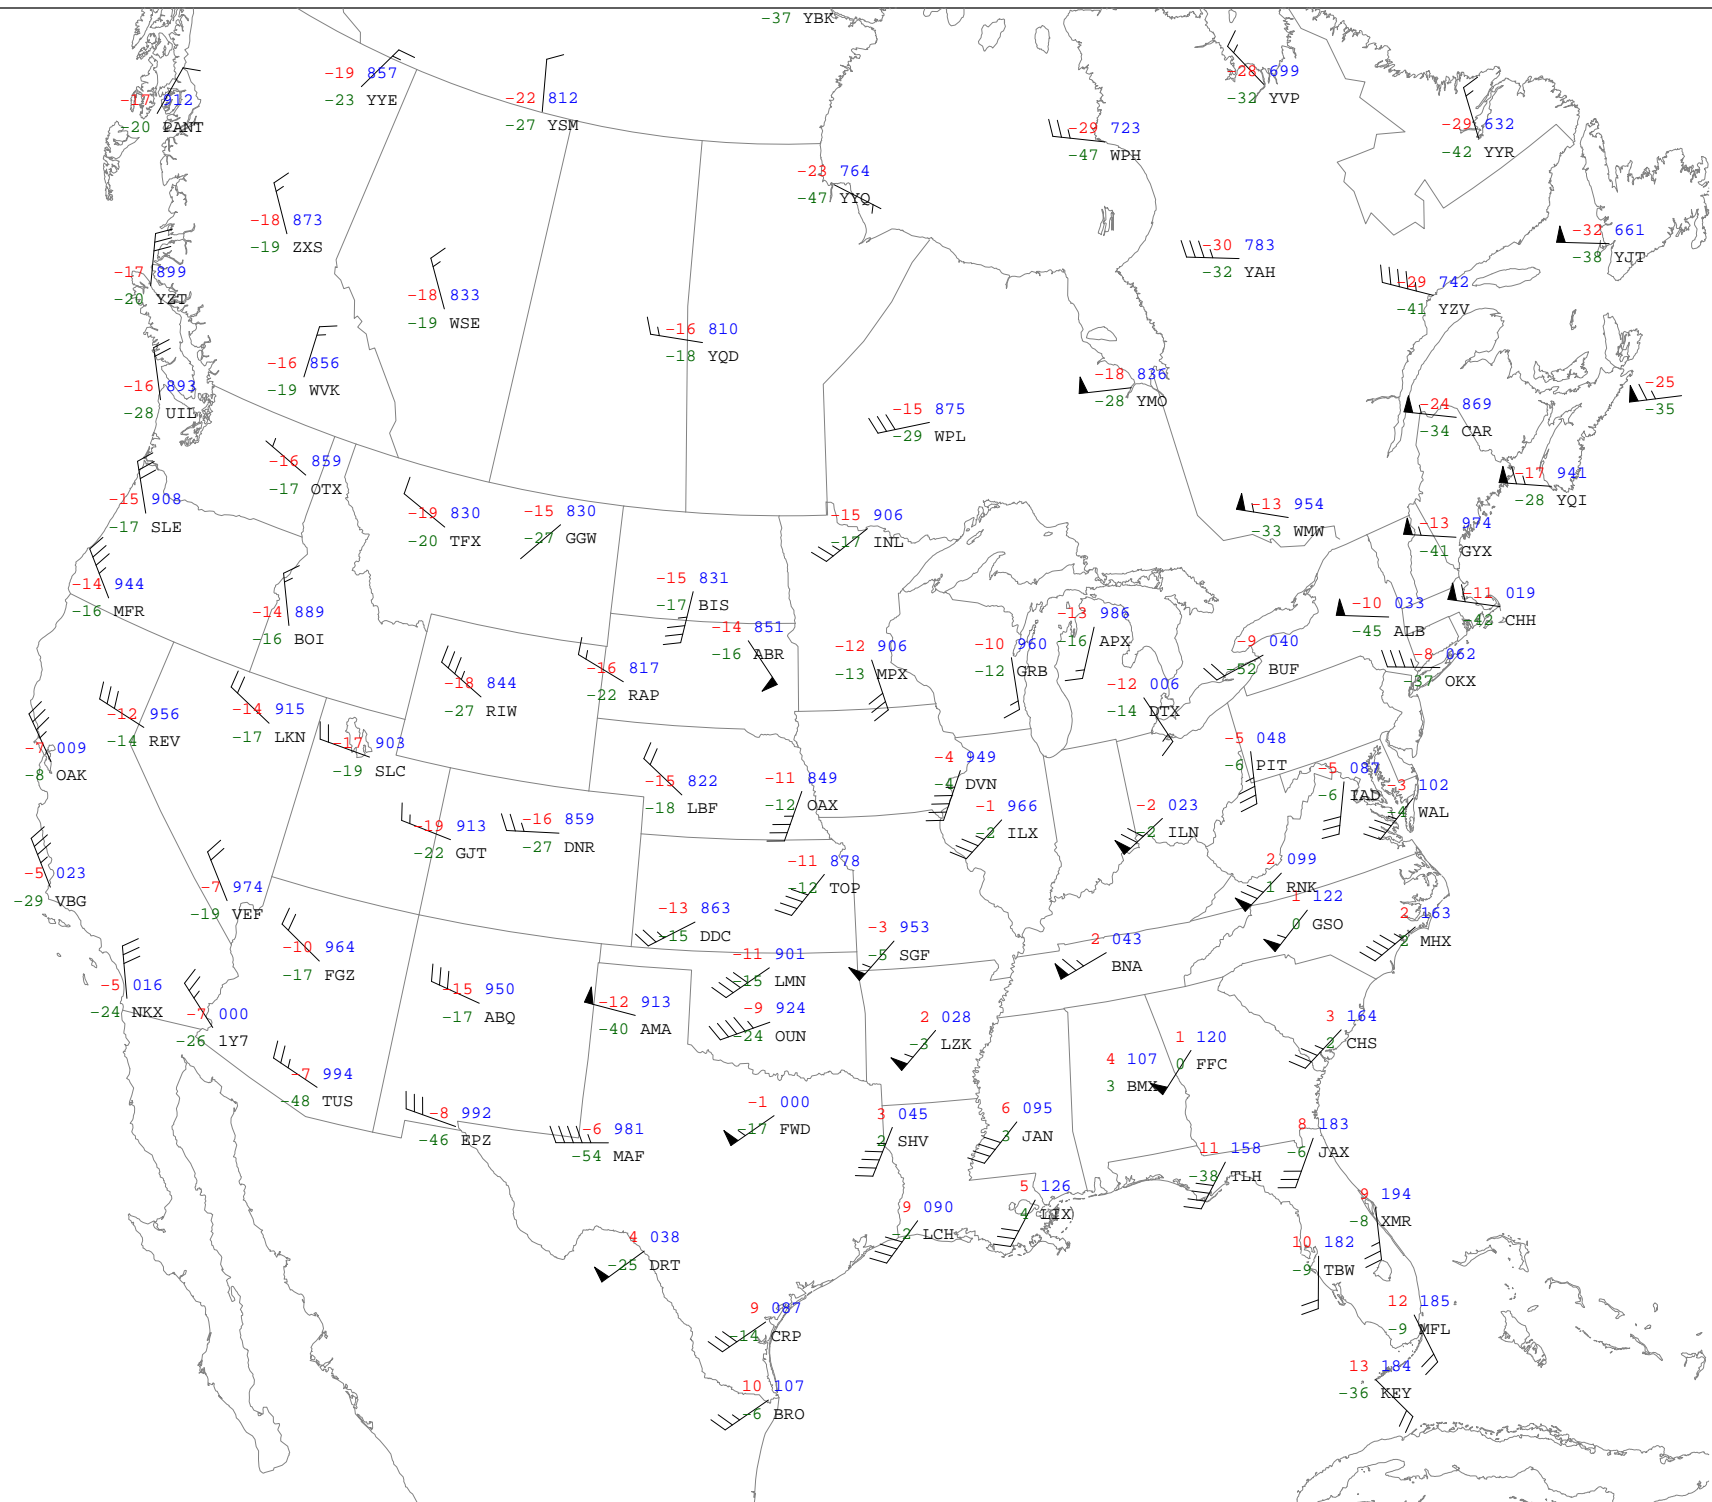 -37 YBK
-19 857
-23 YYE
-22 812
-27 YSM
-17 912
-20 PANT
-28 699
-32 YVP
-29 723
-47 WPH
-29 632
-42 YYR
-23 764
-47 YYQ
-18 873
-19 ZXS
-30 783
-32 YAH
-32 661
-38 YJT
-17 899
-20 YZT
-18 833
-19 WSE
-29 742
-41 YZV
-16 810
-18 YQD
-16 856
-19 WVK
-16 893
-28 UIL
-18 836
-28 YMO
-25
-35
-15 875
-29 WPL
-24 869
-34 CAR
-16 859
-17 OTX
-17 941
-28 YQI
-15 908
-17 SLE
-19 830
-20 TFX
-15 830
-27 GGW
-15 906
-17 INL
-13 954
-33 WMW
-13 974
-41 GYX
-14 944
-16 MFR
-14 889
-16 BOI
-15 831
-17 BIS
-14 851
-16 ABR
-13 986
-16 APX
-10 033
-45 ALB
-11 019
-42 CHH
-12 906
-13 MPX
-10 960
-12 GRB
-9 040
-52 BUF
-8 062
-37 OKX
-16 817
-22 RAP
-18 844
-27 RIW
-12 006
-14 DTX
-12 956
-14 REV
-14 915
-17 LKN
-17 903
-19 SLC
-7 009
-8 OAK
-5 048
-6 PIT
-5 087
-6 IAD
-3 102
-4 WAL
-4 949
-4 DVN
-15 822
-18 LBF
-11 849
-12 OAX
-1 966
-2 ILX
-2 023
-2 ILN
-19 913
-22 GJT
-16 859
-27 DNR
-11 878
-12 TOP
2 099
1 RNK
-5 023
-29 VBG
-7 974
-19 VEF
1 122
0 GSO
-13 863
-15 DDC
-3 953
-5 SGF
2 163
2 MHX
2 043
BNA
-10 964
-17 FGZ
-11 901
-15 LMN
-5 016
-24 NKX
-15 950
-17 ABQ
-12 913
-40 AMA
-7 000
-26 1Y7
-9 924
-24 OUN
2 028
-3 LZK
3 164
2 CHS
1 120
0 FFC
4 107
3 BMX
-7 994
-48 TUS
-8 992
-46 EPZ
-1 000
-17 FWD
3 045
2 SHV
6 095
3 JAN
8 183
-6 JAX
-6 981
-54 MAF
11 158
-38 TLH
5 126
4 LIX
9 194
-8 XMR
9 090
-2 LCH
4 038
-25 DRT
10 182
-9 TBW
9 087
-14 CRP
12 185
-9 MFL
13 184
-36 KEY
10 107
-6 BRO